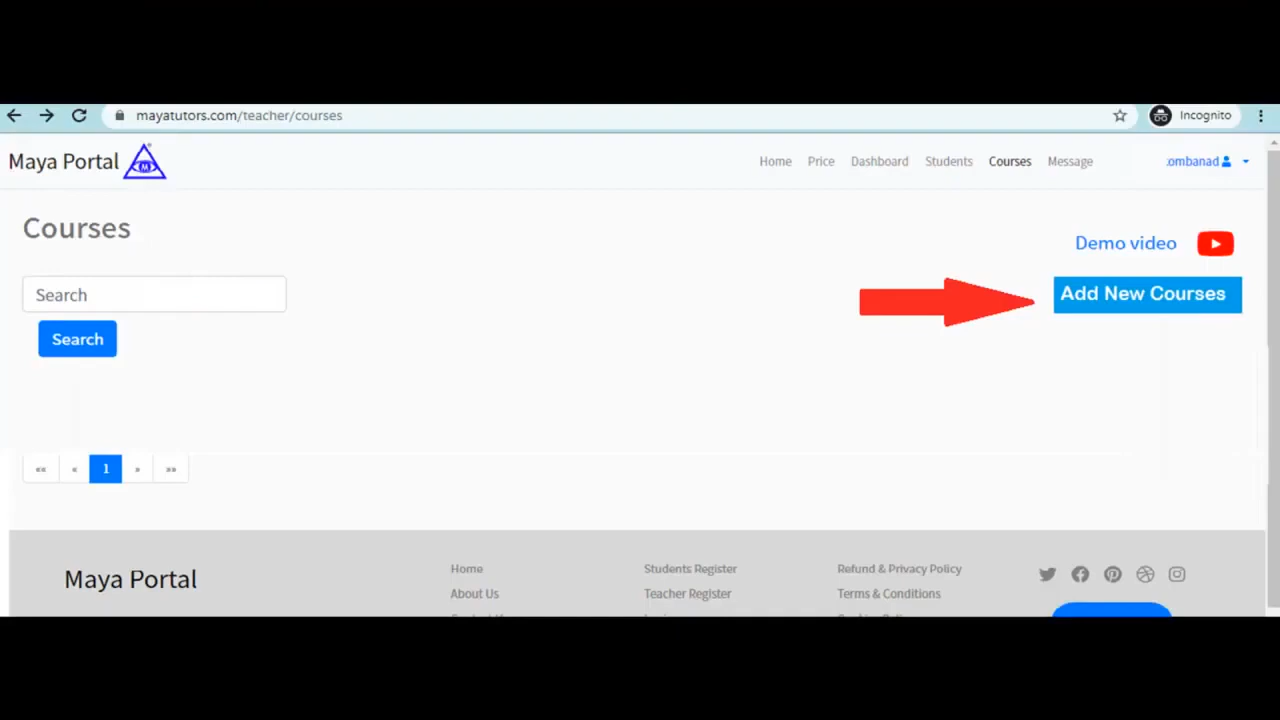 mayatutors.com/teacher/courses
Incognito
Maya Portal M
Home Price Dashboard Students Courses Message ombanad
Courses
Demo video
Search
Add New Courses
Search
«« « 1 » »»
Maya Portal
Home
Students Register
Refund & Privacy Policy
About Us
Teacher Register
Terms & Conditions